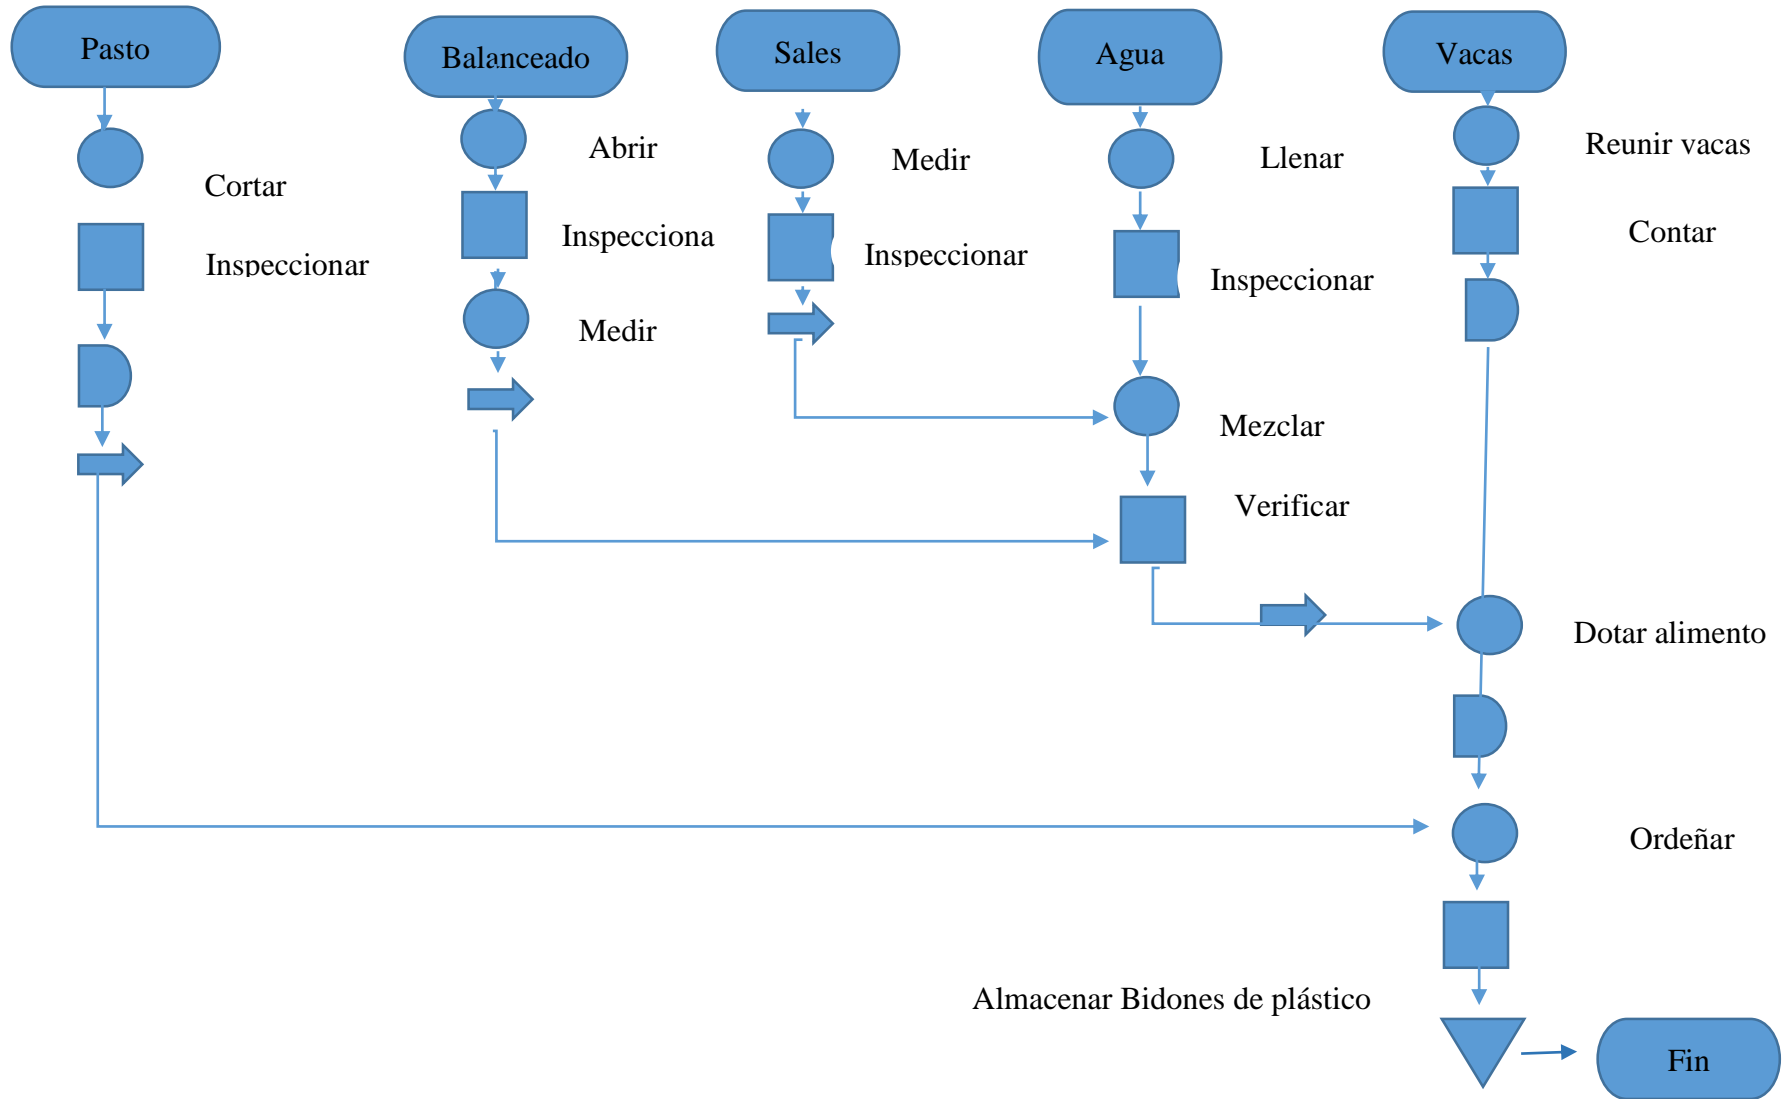 Pasto
Balanceado
Sales
Agua
Vacas
Abrir
Medir
Llenar
Reunir vacas
Cortar
Inspecciona
Contar
Inspeccionar
Inspeccionar
Inspeccionar
Medir
Mezclar
Verificar
Dotar alimento
Ordeñar
Almacenar Bidones de plástico
Fin